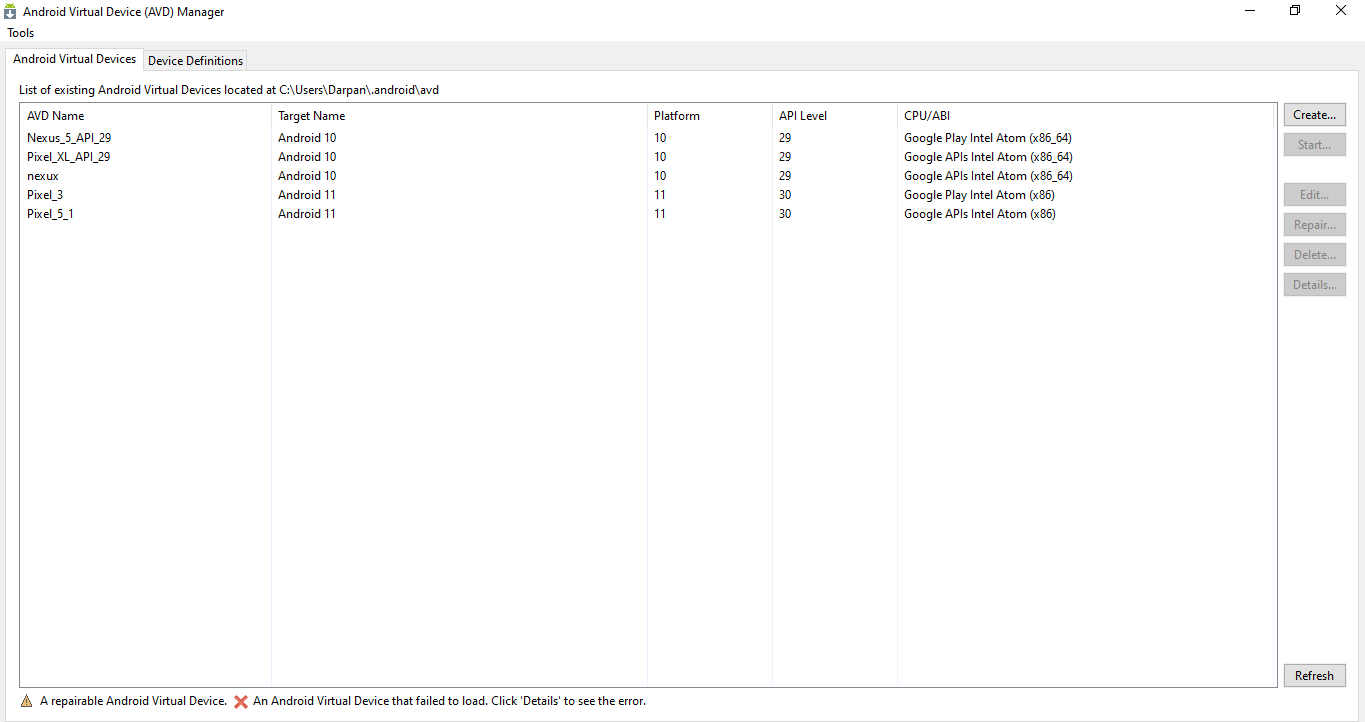 Android Virtual Device (AVD) Manager
Tools
Android Virtual Devices Device Definitions
List of existing Android Virtual Devices located at C:\Users\Darpan\.android\avd
AVD Name Target Name Platform API Level CPU/ABI
Nexus_5_API_29 Android 10 10 29 Google Play Intel Atom (x86_64)
Pixel_XL_API_29 Android 10 10 29 Google APIs Intel Atom (x86_64)
nexux Android 10 10 29 Google APIs Intel Atom (x86_64)
Pixel_3 Android 11 11 30 Google Play Intel Atom (x86)
Pixel_5_1 Android 11 11 30 Google APIs Intel Atom (x86)
Create...
Start...
Edit...
Repair...
Delete...
Details...
Refresh
A repairable Android Virtual Device. An Android Virtual Device that failed to load. Click 'Details' to see the error.